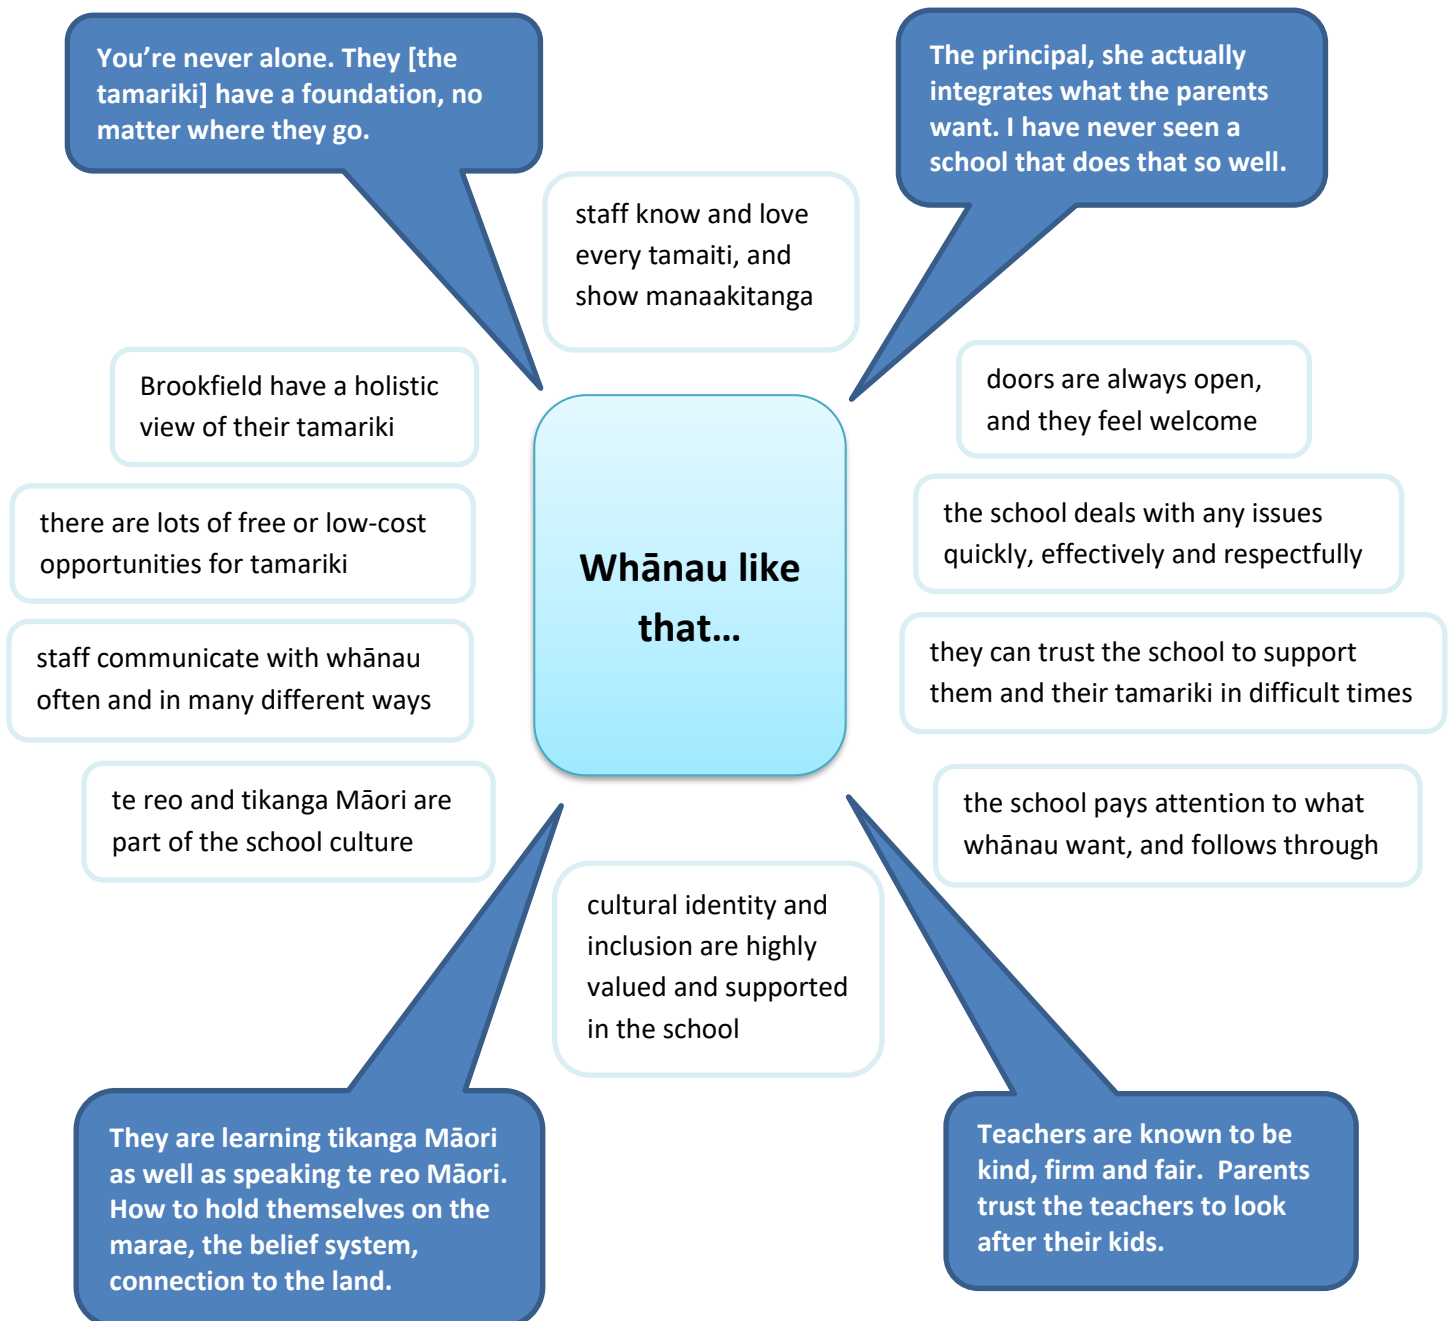 You’re never alone. They [the
tamariki] have a foundation, no
matter where they go.
The principal, she actually
integrates what the parents
want. I have never seen a
school that does that so well.
staff know and love
every tamaiti, and
show manaakitanga
Brookfield have a holistic
view of their tamariki
doors are always open,
and they feel welcome
there are lots of free or low-cost
opportunities for tamariki
the school deals with any issues
quickly, effectively and respectfully
Whānau like
that…
staff communicate with whānau
often and in many different ways
they can trust the school to support
them and their tamariki in difficult times
te reo and tikanga Māori are
part of the school culture
the school pays attention to what
whānau want, and follows through
cultural identity and
inclusion are highly
valued and supported
in the school
They are learning tikanga Māori
as well as speaking te reo Māori.
How to hold themselves on the
marae, the belief system,
connection to the land.
Teachers are known to be
kind, firm and fair.  Parents
trust the teachers to look
after their kids.